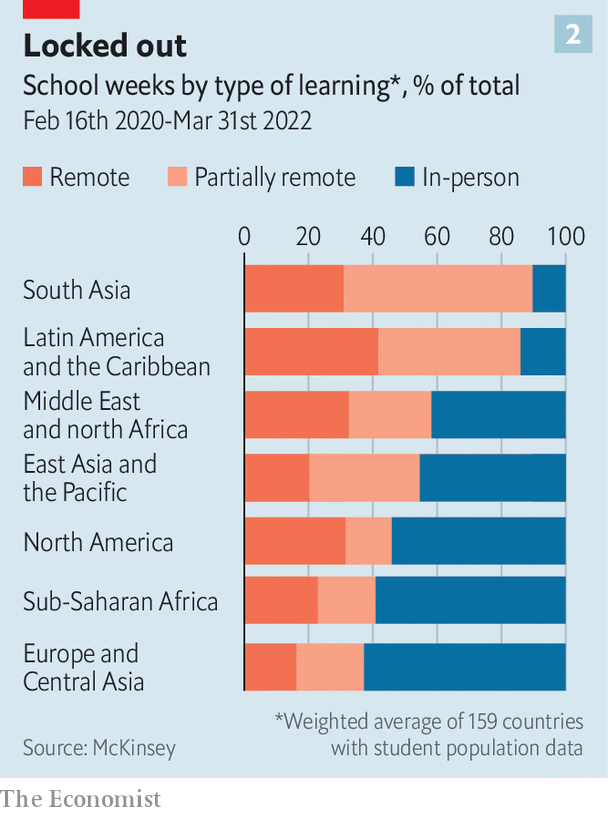 Locked out
2
School weeks by type of learning*, % of total
Feb 16th 2020-Mar 31st 2022
Remote
Partially remote
In-person
0 20 40 60 80 100
South Asia
Latin America
and the Caribbean
Middle East
and north Africa
East Asia and
the Pacific
North America
Sub-Saharan Africa
Europe and
Central Asia
*Weighted average of 159 countries
with student population data
Source: McKinsey
The Economist